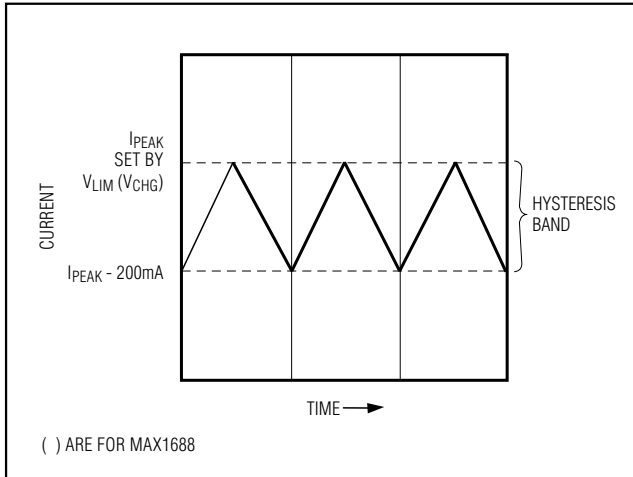 IPEAK
SET BY
VLIM (VCHG)
CURRENT
IPEAK - 200mA
HYSTERESIS
BAND
TIME
( ) ARE FOR MAX1688